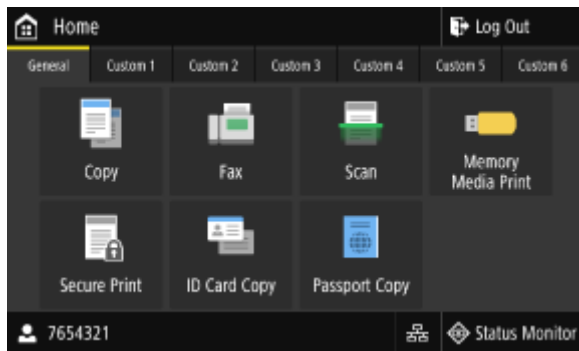 Home
Log Out
General Custom 1 Custom 2 Custom 3 Custom 4 Custom 5 Custom 6
Copy
Fax
Scan
Memory
Media Print
Secure Print
ID Card Copy
Passport Copy
7654321
Status Monitor